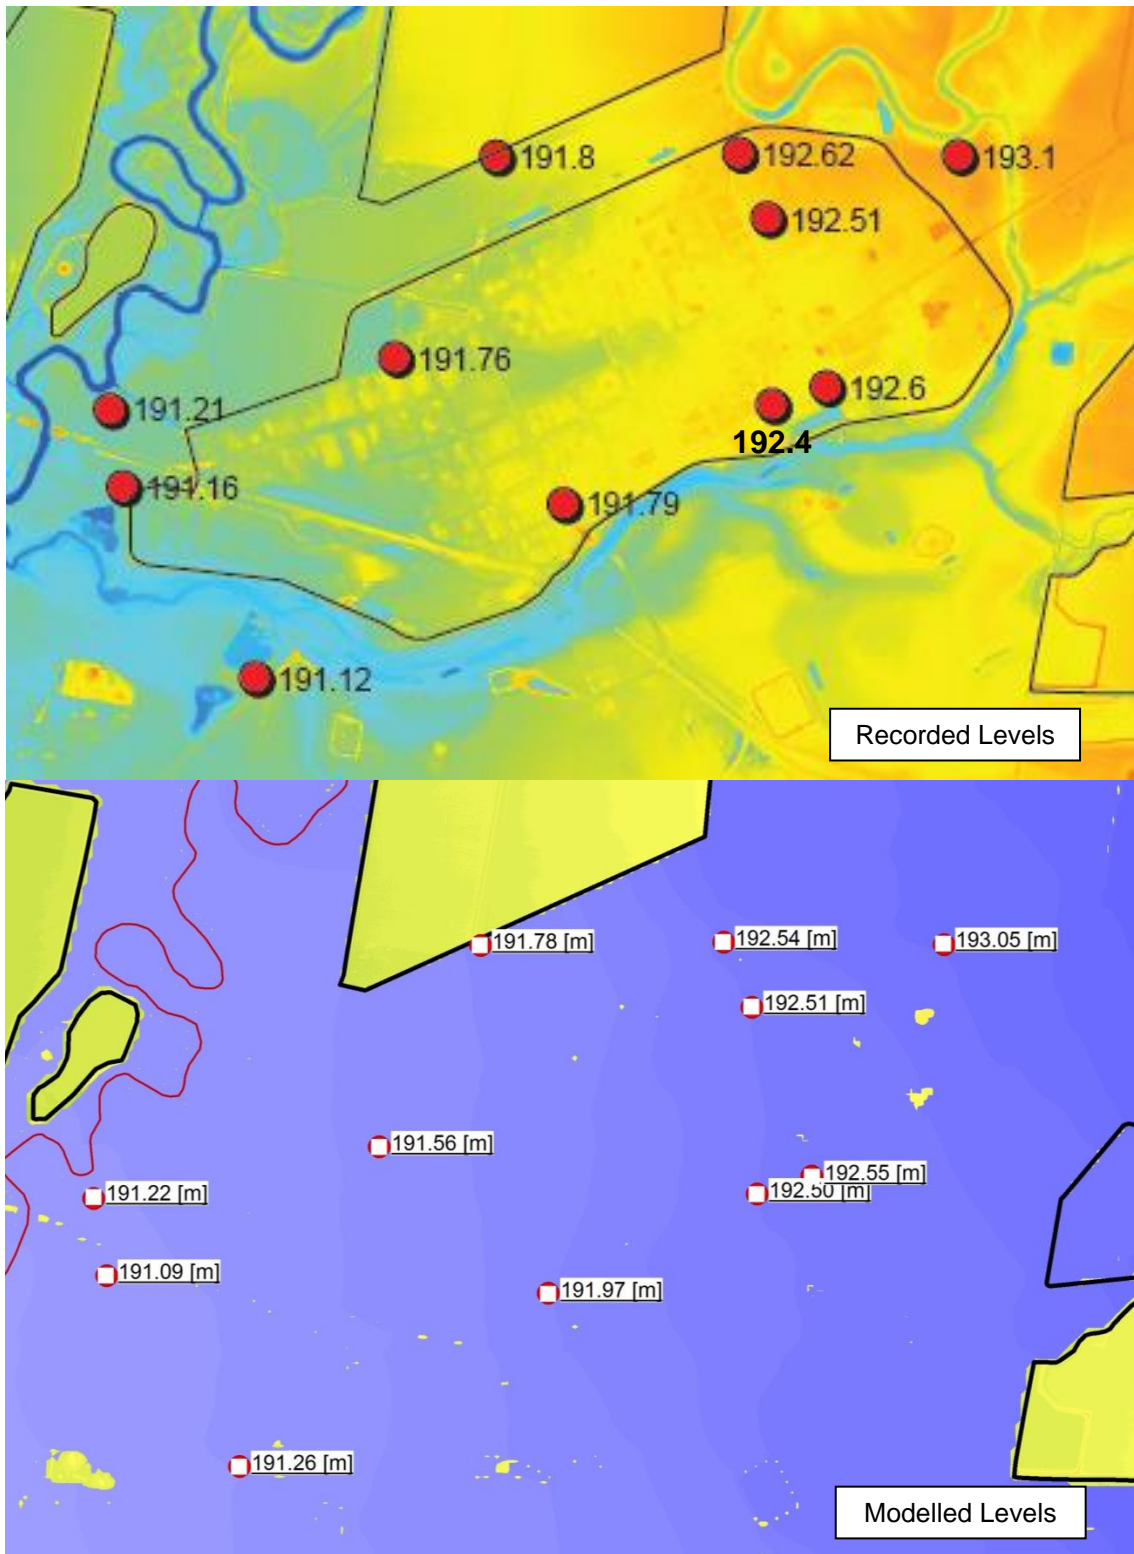 191.8
192.62
193.1
192.51
191.76
192.6
191.21
192.4
191.16
191.79
191.12
Recorded Levels
191.78 [m]
192.54 [m]
193.05 [m]
192.51 [m]
191.56 [m]
192.55 [m]
191.22 [m]
192.50 [m]
191.09 [m]
191.97 [m]
191.26 [m]
Modelled Levels